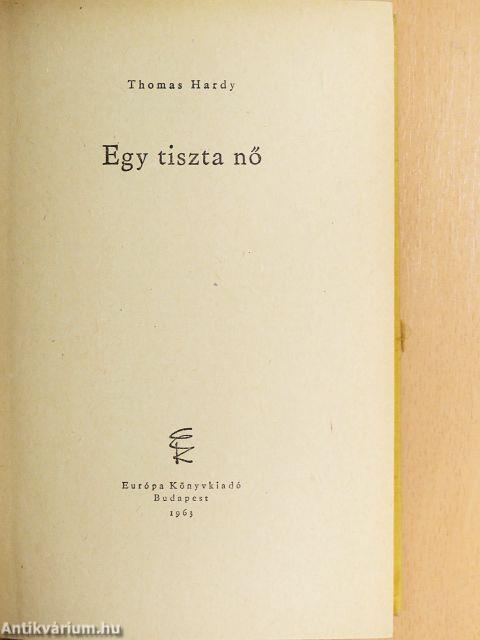 Thomas Hardy
Egy tiszta nő
Európa Könyvkiadó
Budapest
1963
Antikvárium.hu